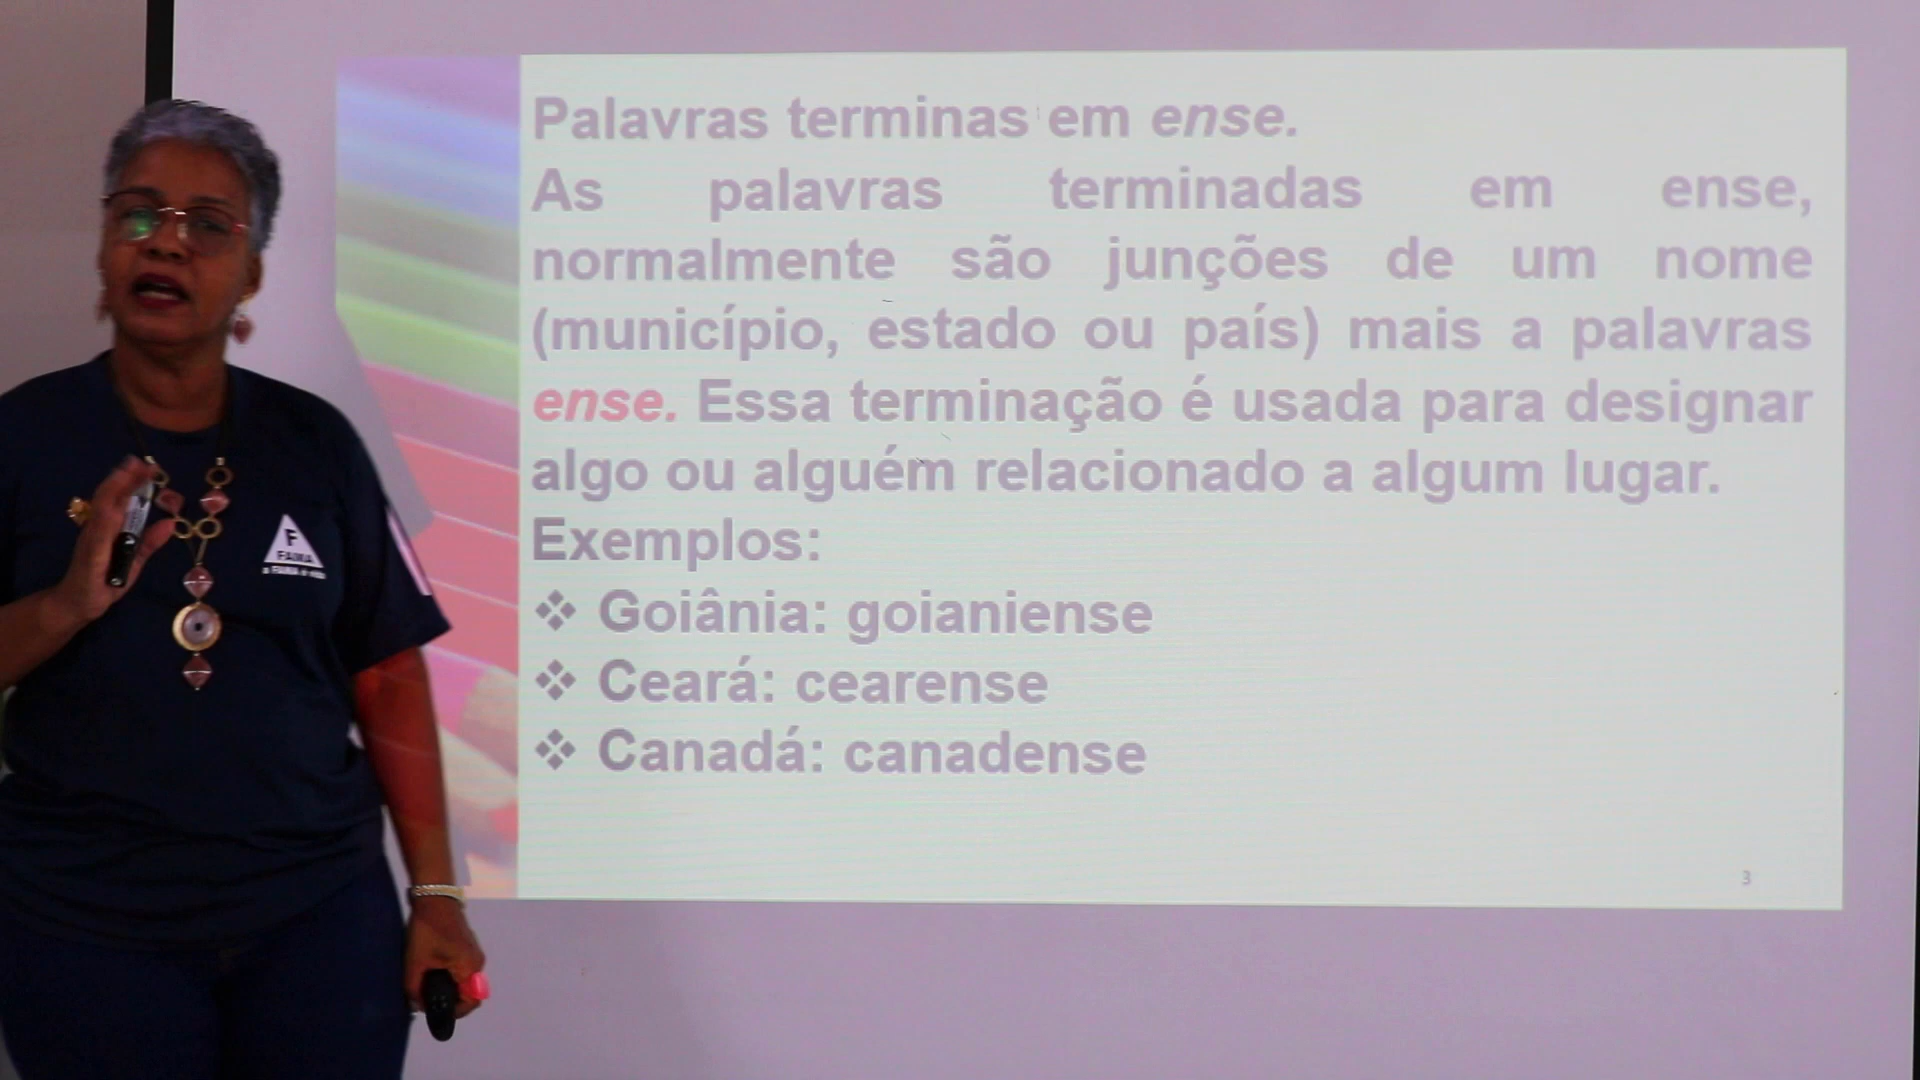 Palavras terminas em ense.
As palavras terminadas em ense,
normalmente são junções de um nome
(município, estado ou país) mais a palavras
ense. Essa terminação é usada para designar
algo ou alguém relacionado a algum lugar.
Exemplos:
❖ Goiânia: goianiense
❖ Ceará: cearense
❖ Canadá: canadense
3
F
FAMA